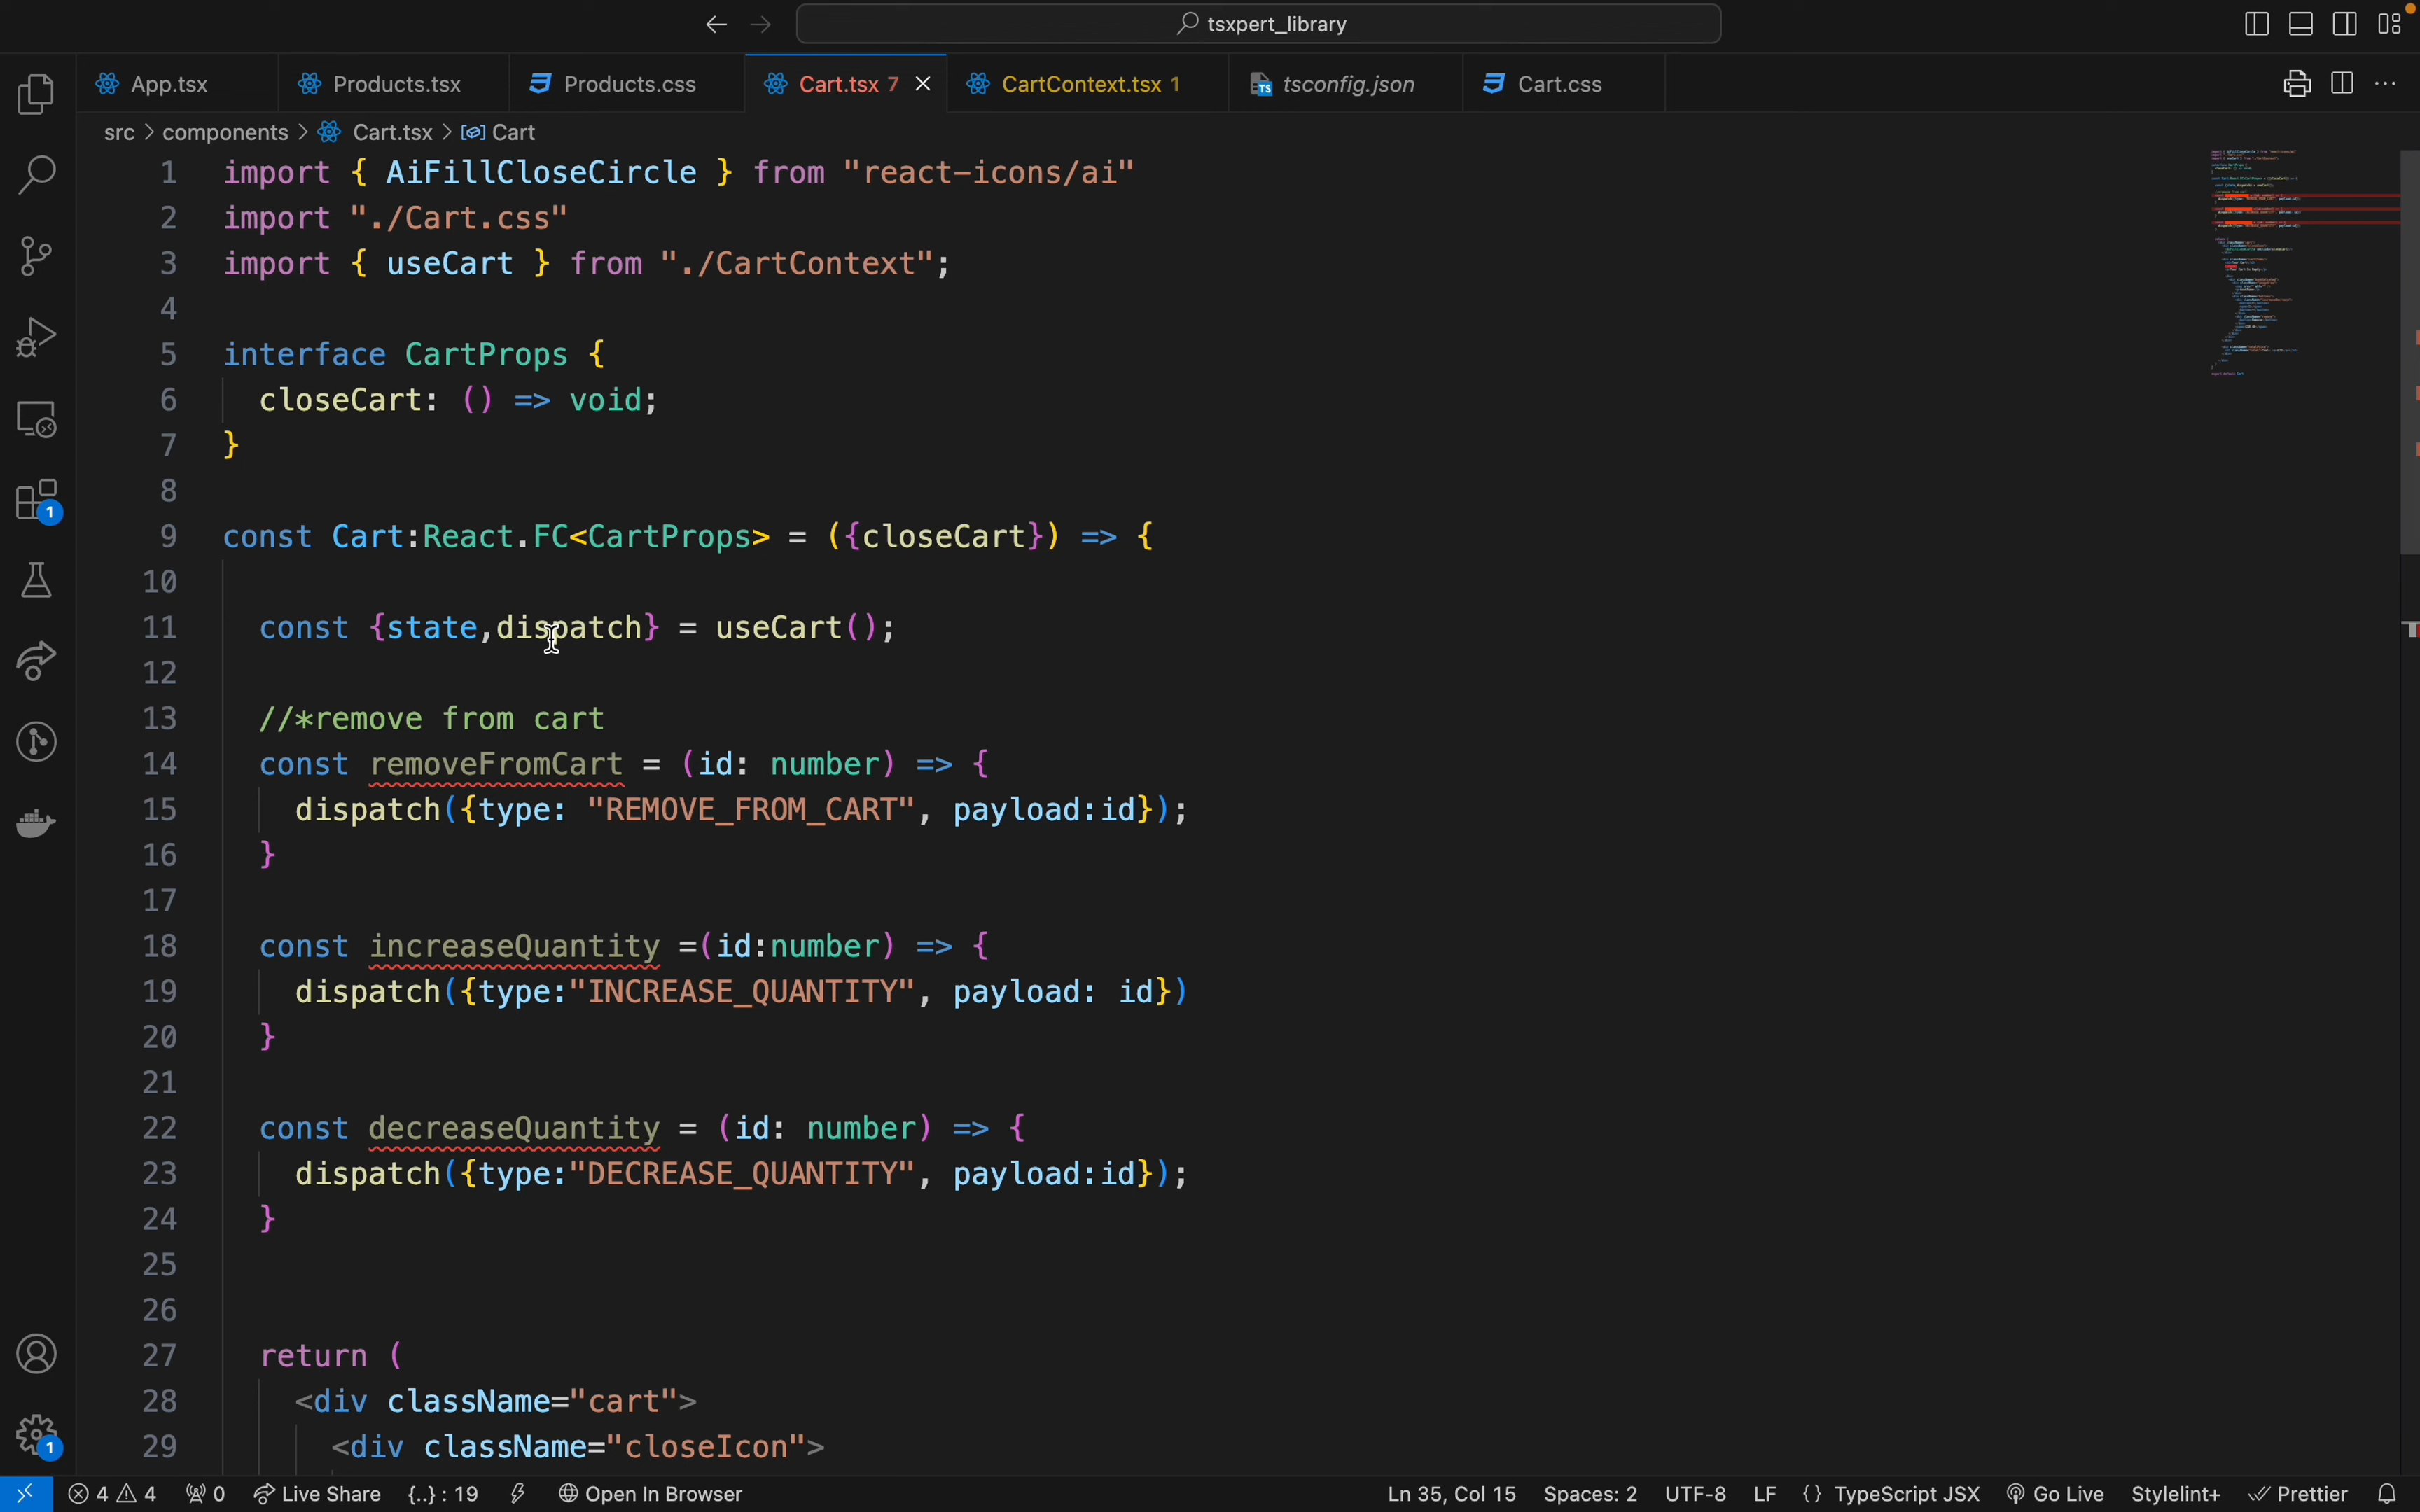 tsxpert_library
App.tsx Products.tsx Products.css Cart.tsx 7 CartContext.tsx 1 tsconfig.json Cart.css
src > components > Cart.tsx > Cart
1 import { AiFillCloseCircle } from "react-icons/ai"
2 import "./Cart.css"
3 import { useCart } from "./CartContext";
4
5 interface CartProps {
6 closeCart: () => void;
7 }
8
9 const Cart:React.FC<CartProps> = ({closeCart}) => {
10
11 const {state,dispatch} = useCart();
12
13 //*remove from cart
14 const removeFromCart = (id: number) => {
15 dispatch({type: "REMOVE_FROM_CART", payload:id});
16 }
17
18 const increaseQuantity =(id:number) => {
19 dispatch({type:"INCREASE_QUANTITY", payload: id})
20 }
21
22 const decreaseQuantity = (id: number) => {
23 dispatch({type:"DECREASE_QUANTITY", payload:id});
24 }
25
26
27 return (
28 <div className="cart">
29 <div className="closeIcon">
1
1
4 4 0 Live Share {..} : 19 Open In Browser Ln 35, Col 15 Spaces: 2 UTF-8 LF {} TypeScript JSX Go Live Stylelint+ Prettier